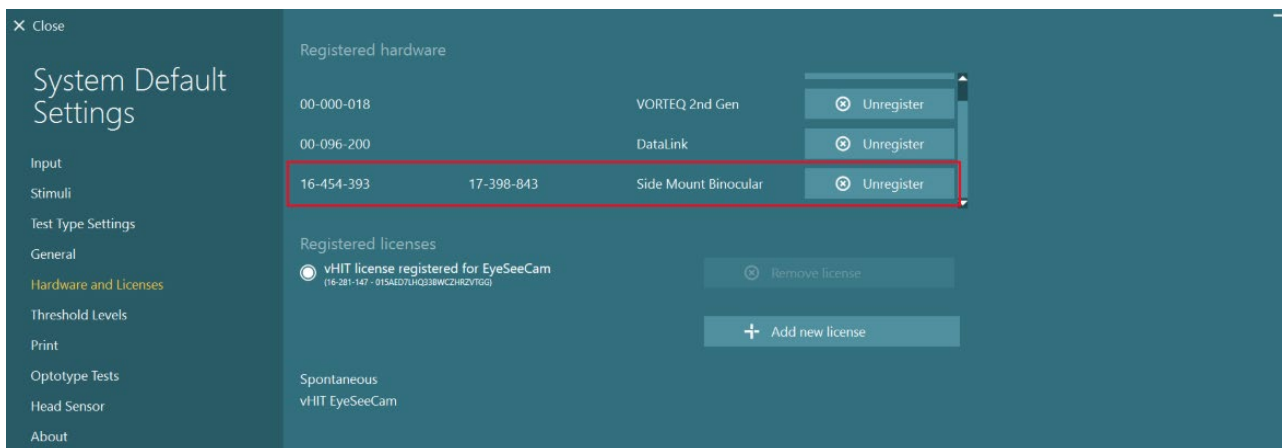 Close
System Default
Settings
Input
Stimuli
Test Type Settings
General
Hardware and Licenses
Threshold Levels
Print
Optotype Tests
Head Sensor
About
Registered hardware
00-000-018 VORTEQ 2nd Gen Unregister
00-096-200 DataLink Unregister
16-454-393 17-398-843 Side Mount Binocular Unregister
Registered licenses
vHIT license registered for EyeSeeCam
Remove license
Add new license
Spontaneous
vHIT EyeSeeCam